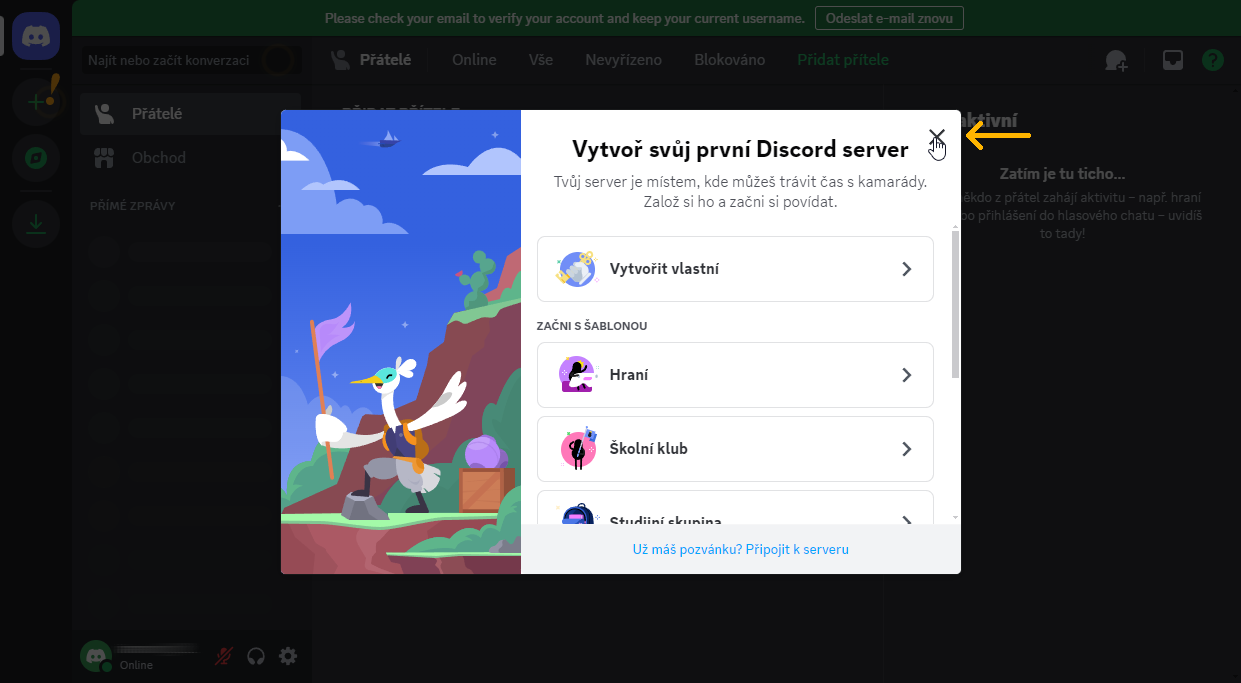 Please check your email to verify your account and keep your current username.
Odeslat e-mail znovu
Najít nebo začít konverzaci
Přátelé
Online
Vše
Nevyřízeno
Blokováno
Přidat přítele
Přátelé
Obchod
PŘÍMÉ ZPRÁVY
Vytvoř svůj první Discord server
Tvůj server je místem, kde můžeš trávit čas s kamarády.
Založ si ho a začni si povídat.
Vytvořit vlastní
ZAČNI S ŠABLONOU
Hraní
Školní klub
Studijní skupina
Už máš pozvánku? Připojit k serveru
aktivní
Zatím je tu ticho...
přátel zahájí aktivitu – např. hraní
přihlášení do hlasového chatu – uvidíš
to tady!
Online